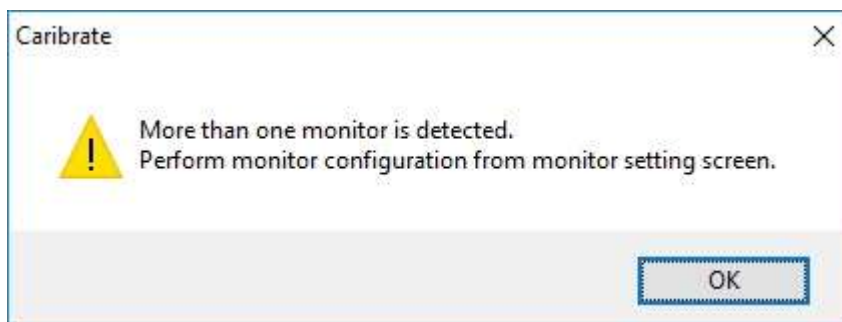 Caribrate
More than one monitor is detected.
Perform monitor configuration from monitor setting screen.
OK